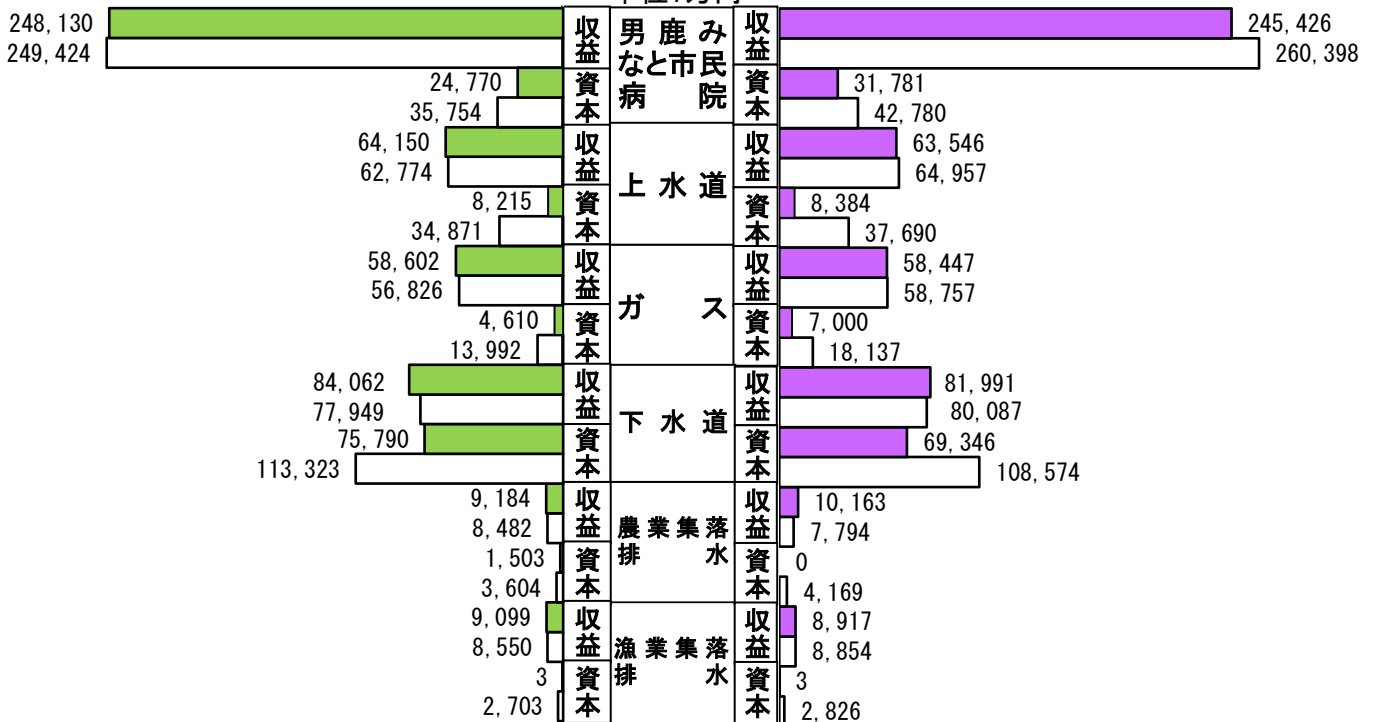 248,130 収 男鹿み 収 245,426
249,424 益 なと市民 益 260,398
24,770 資 病院 資 31,781
35,754 本 本 42,780
64,150 収 上水道 収 63,546
62,774 益 益 64,957
8,215 資 資 8,384
34,871 本 本 37,690
58,602 収 ガス 収 58,447
56,826 益 益 58,757
4,610 資 資 7,000
13,992 本 本 18,137
84,062 収 下水道 収 81,991
77,949 益 益 80,087
75,790 資 資 69,346
113,323 本 本 108,574
9,184 収 農業集落 収 10,163
8,482 益 排水 益 7,794
1,503 資 資 0
3,604 本 本 4,169
9,099 収 漁業集落 収 8,917
8,550 益 排水 益 8,854
3 資 資 3
2,703 本 本 2,826